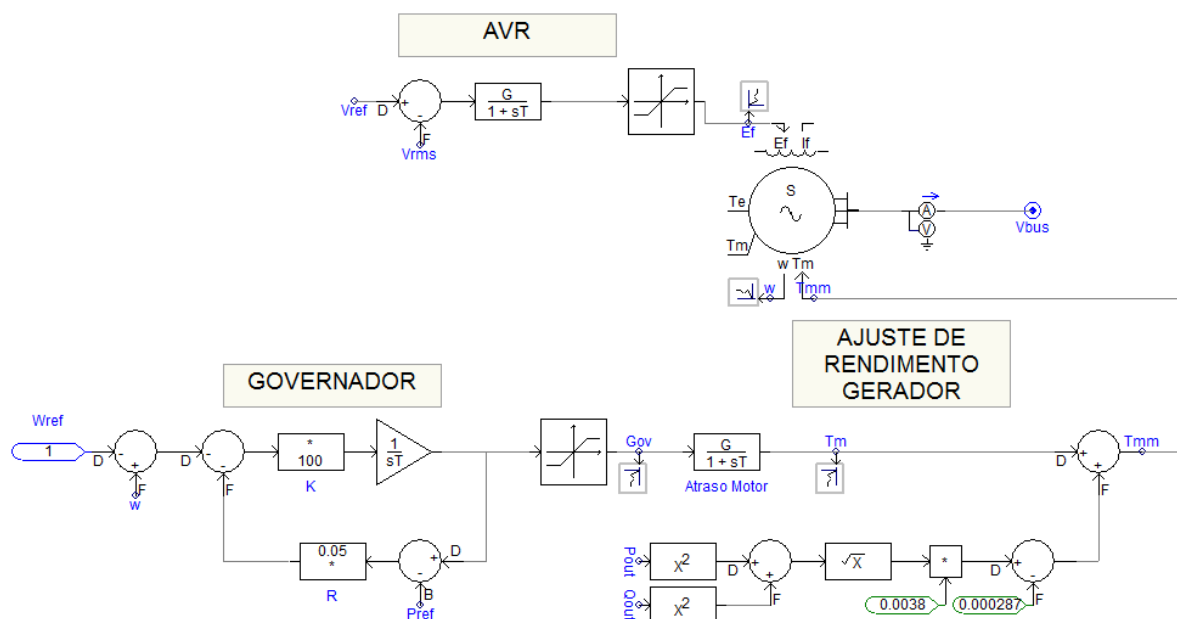 AVR
Vref
D
+
-
F
Vrms
G
1 + sT
Ef
Ef
If
S
Te
Tm
w
Tm
A
V
Vbus
w
Tmm
AJUSTE DE
RENDIMENTO
GERADOR
GOVERNADOR
Wref
1
D
-
+
F
w
D
-
-
F
*
100
K
1
sT
Gov
G
1 + sT
Atraso Motor
Tm
D
+
+
F
Tmm
0.05
*
R
D
+
-
B
Pref
Pout
X²
D
+
+
F
Qout
X²
√X
*
0.0038
D
+
-
F
0.000287